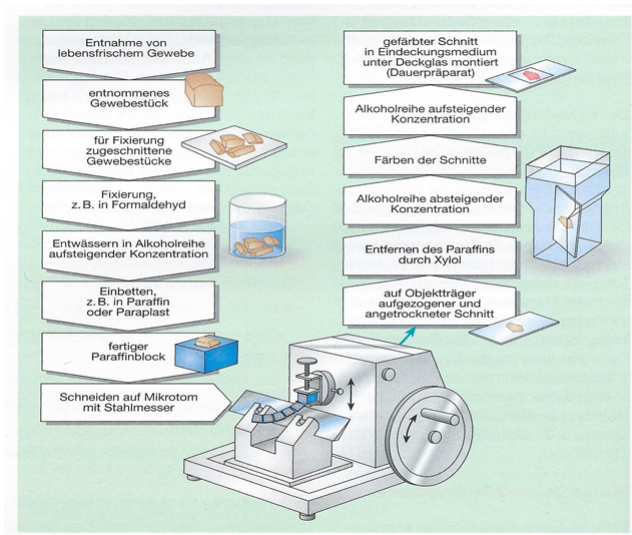 Entnahme von
lebensfrischem Gewebe
entnommenes
Gewebestück
für Fixierung
zugeschnittene
Gewebestücke
Fixierung,
z. B. in Formaldehyd
Entwässern in Alkoholreihe
aufsteigender Konzentration
Einbetten,
z. B. in Paraffin
oder Paraplast
fertiger
Paraffinblock
Schneiden auf Mikrotom
mit Stahlmesser
auf Objektträger
aufgezogener und
angetrockneter Schnitt
Entfernen des Paraffins
durch Xylol
Alkoholreihe absteigender
Konzentration
Färben der Schnitte
Alkoholreihe aufsteigender
Konzentration
gefärbter Schnitt
in Eindeckungsmedium
unter Deckglas montiert
(Dauerpräparat)